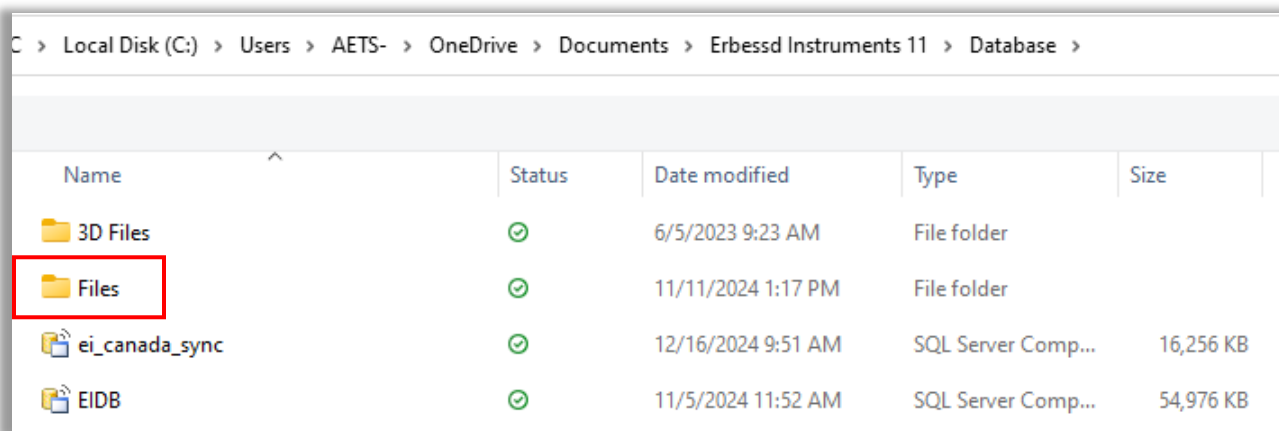 C > Local Disk (C:) > Users > AETS- > OneDrive > Documents > Erbessd Instruments 11 > Database >
Name Status Date modified Type Size
3D Files 6/5/2023 9:23 AM File folder
Files 11/11/2024 1:17 PM File folder
ei_canada_sync 12/16/2024 9:51 AM SQL Server Comp... 16,256 KB
EIDB 11/5/2024 11:52 AM SQL Server Comp... 54,976 KB